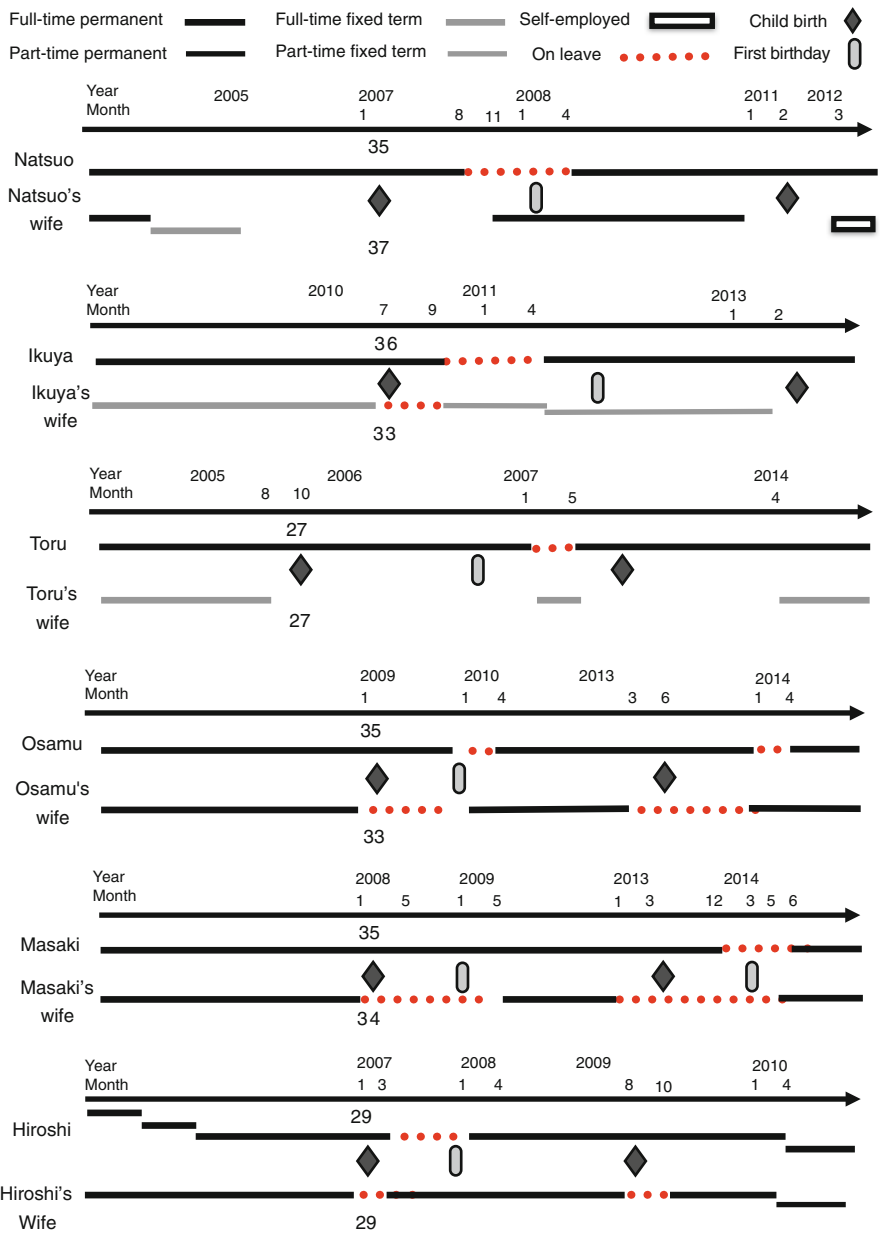 Full-time permanent Full-time fixed term Self-employed Child birth
Part-time permanent Part-time fixed term On leave First birthday
Year 2005 2007 2008 2011 2012
Month 1 8 11 1 4 1 2 3
35
Natsuo
Natsuo's
wife
37
Year 2010 2011 2013
Month 7 9 1 4 1 2
36
Ikuya
Ikuya's
wife
33
Year 2005 2006 2007 2014
Month 8 10 1 5 4
27
Toru
Toru's
wife
27
Year 2009 2010 2013 2014
Month 1 1 4 3 6 1 4
35
Osamu
Osamu's
wife
33
Year 2008 2009 2013 2014
Month 1 5 1 5 1 3 12 3 5 6
35
Masaki
Masaki's
wife
34
Year 2007 2008 2009 2010
Month 1 3 1 4 8 10 1 4
29
Hiroshi
Hiroshi's
Wife
29